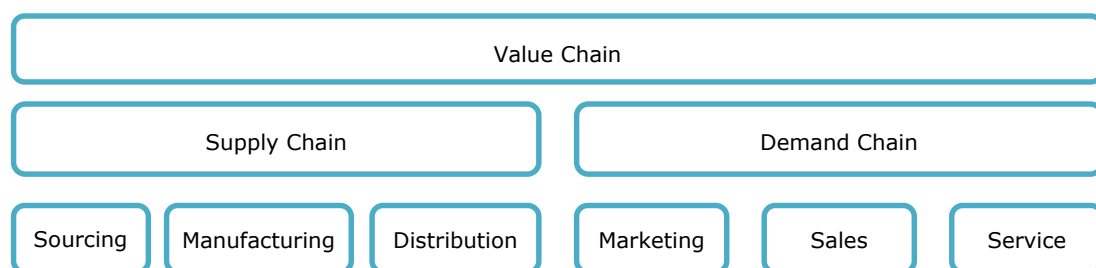 Value Chain
Supply Chain
Demand Chain
Sourcing
Manufacturing
Distribution
Marketing
Sales
Service